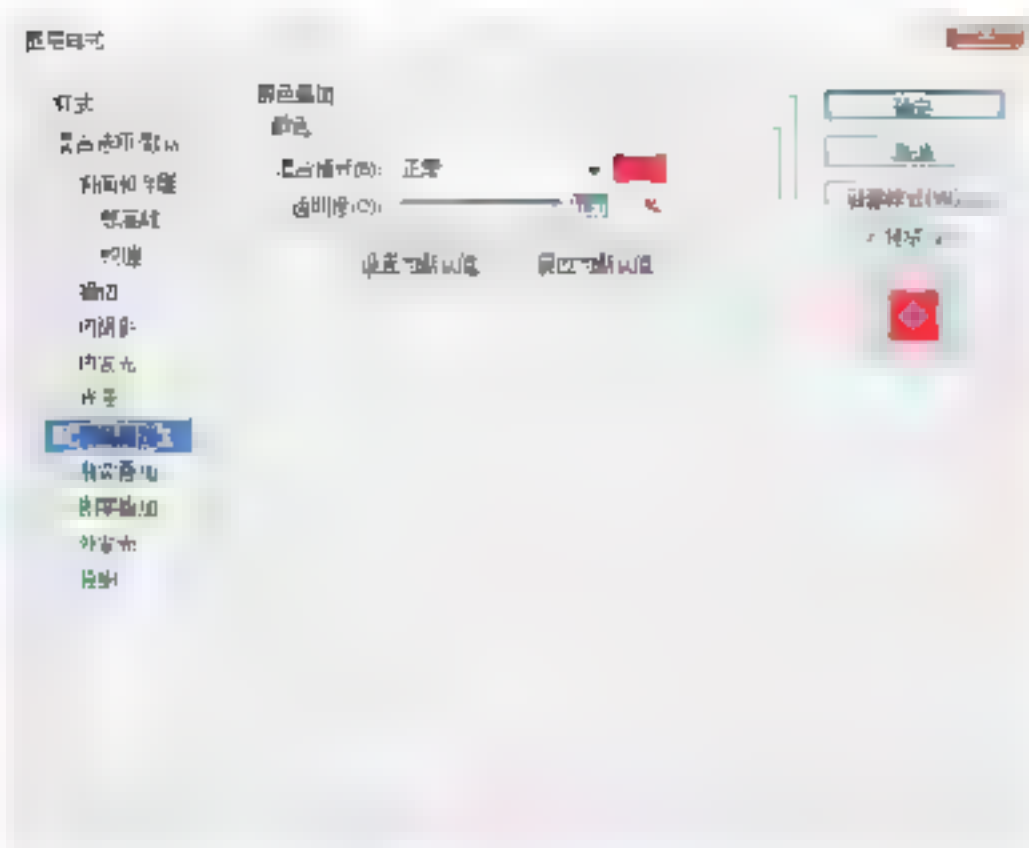 图层样式
样式
混合选项:默认
斜面和浮雕
等高线
纹理
描边
内阴影
内发光
光泽
颜色叠加
渐变叠加
图案叠加
外发光
投影
颜色叠加
颜色
混合模式(B): 正常
不透明度(O): %
设置为默认值 复位为默认值
确定
新建样式(W)
预览